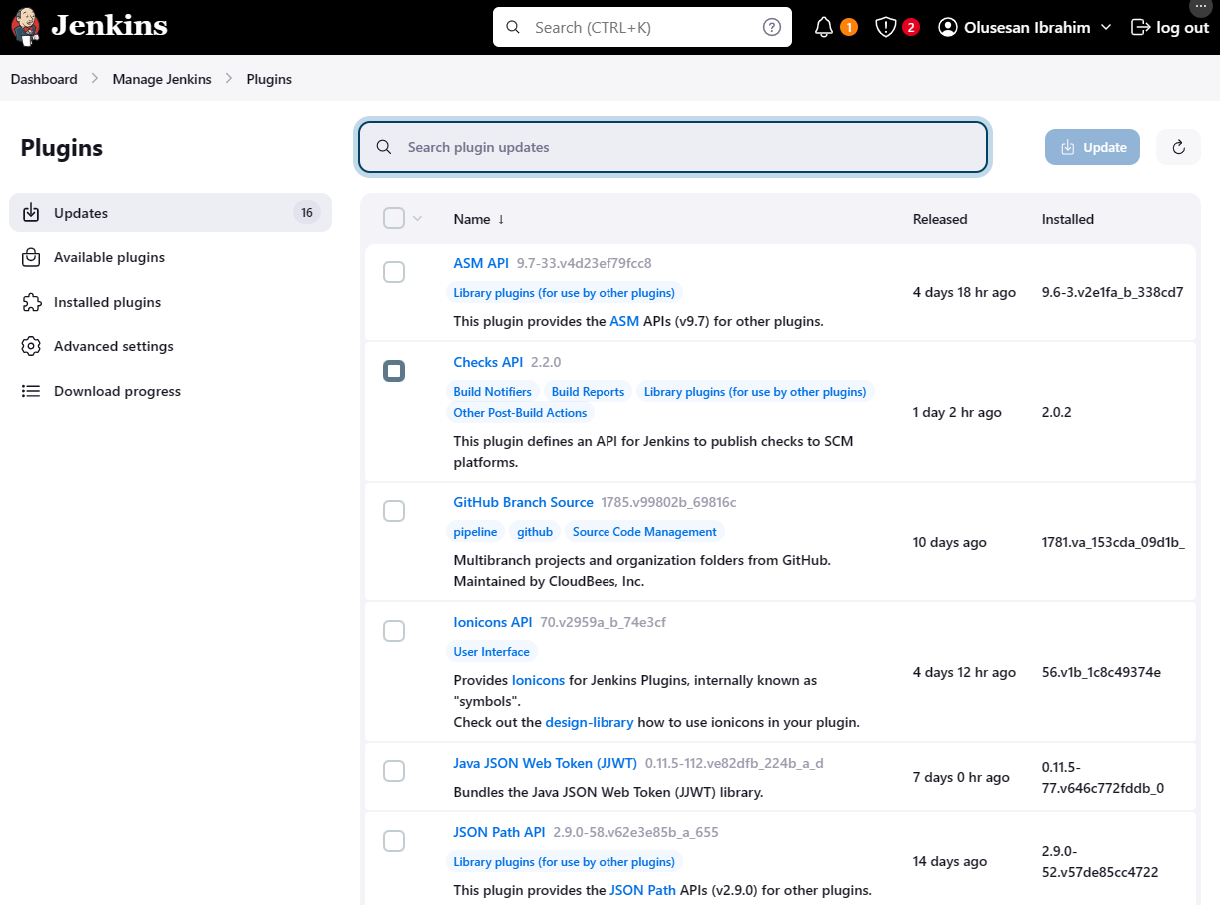 Jenkins
Search (CTRL+K)
1
2
Olusesan Ibrahim
log out
Dashboard > Manage Jenkins > Plugins
Plugins
Search plugin updates
Update
Updates 16
Available plugins
Installed plugins
Advanced settings
Download progress
Name ↓ Released Installed
ASM API 9.7-33.v4d23ef79fcc8
Library plugins (for use by other plugins)
This plugin provides the ASM APIs (v9.7) for other plugins.
4 days 18 hr ago
9.6-3.v2e1fa_b_338cd7
Checks API 2.2.0
Build Notifiers Build Reports Library plugins (for use by other plugins)
Other Post-Build Actions
This plugin defines an API for Jenkins to publish checks to SCM
platforms.
1 day 2 hr ago
2.0.2
GitHub Branch Source 1785.v99802b_69816c
pipeline github Source Code Management
Multibranch projects and organization folders from GitHub.
Maintained by CloudBees, Inc.
10 days ago
1781.va_153cda_09d1b_
Ionicons API 70.v2959a_b_74e3cf
User Interface
Provides Ionicons for Jenkins Plugins, internally known as
"symbols".
Check out the design-library how to use ionicons in your plugin.
4 days 12 hr ago
56.v1b_1c8c49374e
Java JSON Web Token (JJWT) 0.11.5-112.ve82dfb_224b_a_d
Bundles the Java JSON Web Token (JJWT) library.
7 days 0 hr ago
0.11.5-
77.v646c772fddb_0
JSON Path API 2.9.0-58.v62e3e85b_a_655
Library plugins (for use by other plugins)
This plugin provides the JSON Path APIs (v2.9.0) for other plugins.
14 days ago
2.9.0-
52.v57de85cc4722